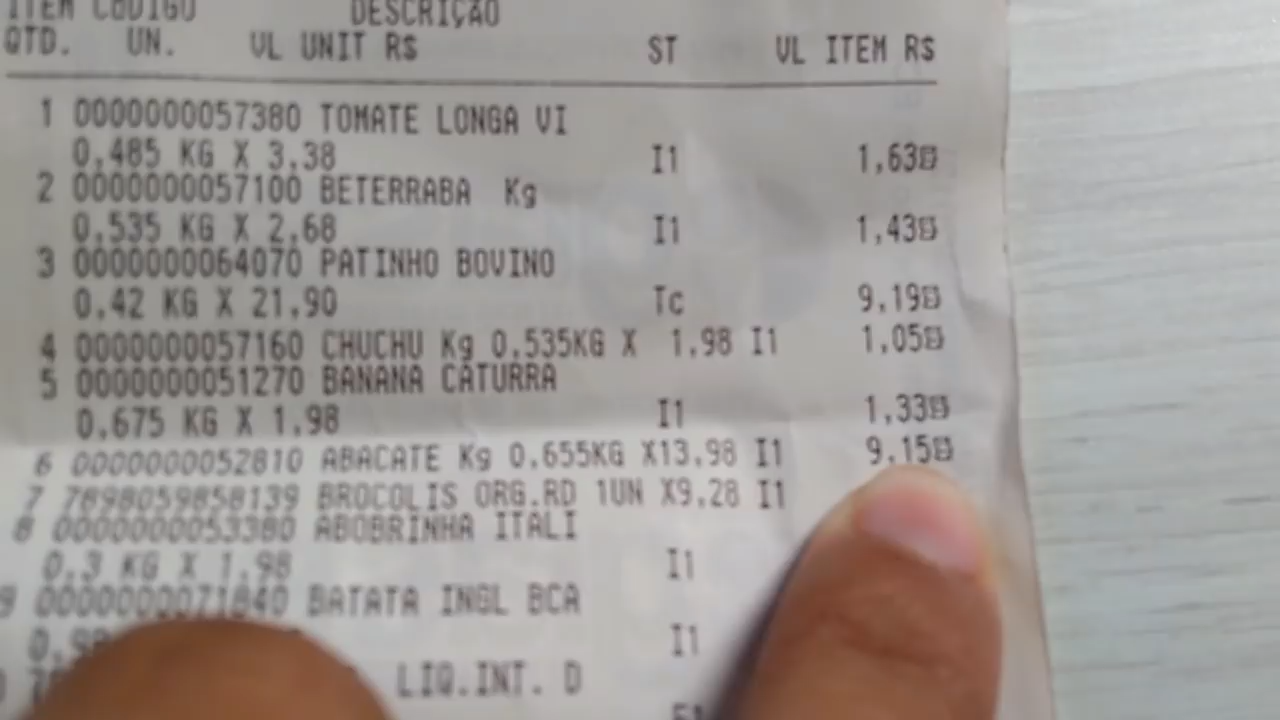 ITEM CÓDIGO DESCRIÇÃO
QTD. UN. VL UNIT R$ ST VL ITEM R$
1 0000000057380 TOMATE LONGA VI
0,485 KG X 3,38 I1 1,63
2 0000000057100 BETERRABA Kg
0,535 KG X 2,68 I1 1,43
3 0000000064070 PATINHO BOVINO
0,42 KG X 21,90 Tc 9,19
4 0000000057160 CHUCHU Kg 0,535KG X 1,98 I1 1,05
5 0000000051270 BANANA CATURRA
0,675 KG X 1,98 I1 1,33
6 0000000052810 ABACATE Kg 0,655KG X13,98 I1 9,15
7 7898059858139 BROCOLIS ORG.RD 1UN X9,28 I1
8 0000000053380 ABOBRINHA ITALI
0,3 KG X 1,98 I1
9 0000000071840 BATATA INGL BCA
I1
LIQ.INT. D